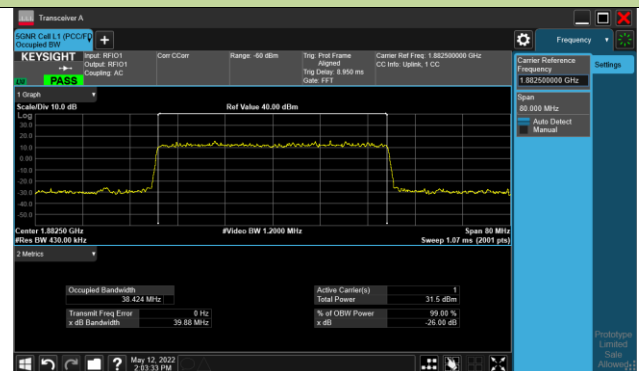 Transceiver A
5GNR Cell L1 (PCC/FD
Occupied BW
Frequency
KEYSIGHT
Input: RFIO1
Output: RFIO1
Coupling: AC
PASS
Corr CCorr
Range: -60 dBm
Trig: Prot Frame
Aligned
Trig Delay: 8.950 ms
Gate: FFT
Carrier Ref Freq: 1.882500000 GHz
CC Info: Uplink, 1 CC
Carrier Reference
Frequency
1.8825000000 GHz
Span
80.000 MHz
Auto Detect
Manual
Settings
1 Graph
Scale/Div 10.0 dB
Ref Value 40.00 dBm
Log
30.0
20.0
10.0
0.00
-10.0
-20.0
-30.0
-40.0
-50.0
Center 1.88250 GHz
#Video BW 1.2000 MHz
Span 80 MHz
#Res BW 430.00 kHz
Sweep 1.07 ms (2001 pts)
2 Metrics
Occupied Bandwidth
38.424 MHz
Active Carrier(s) 1
Total Power 31.5 dBm
Transmit Freq Error 0 Hz
x dB Bandwidth 39.88 MHz
% of OBW Power 99.00 %
x dB -26.00 dB
May 12, 2022
2:03:33 PM
Prototype
Limited
Sale
Allowed